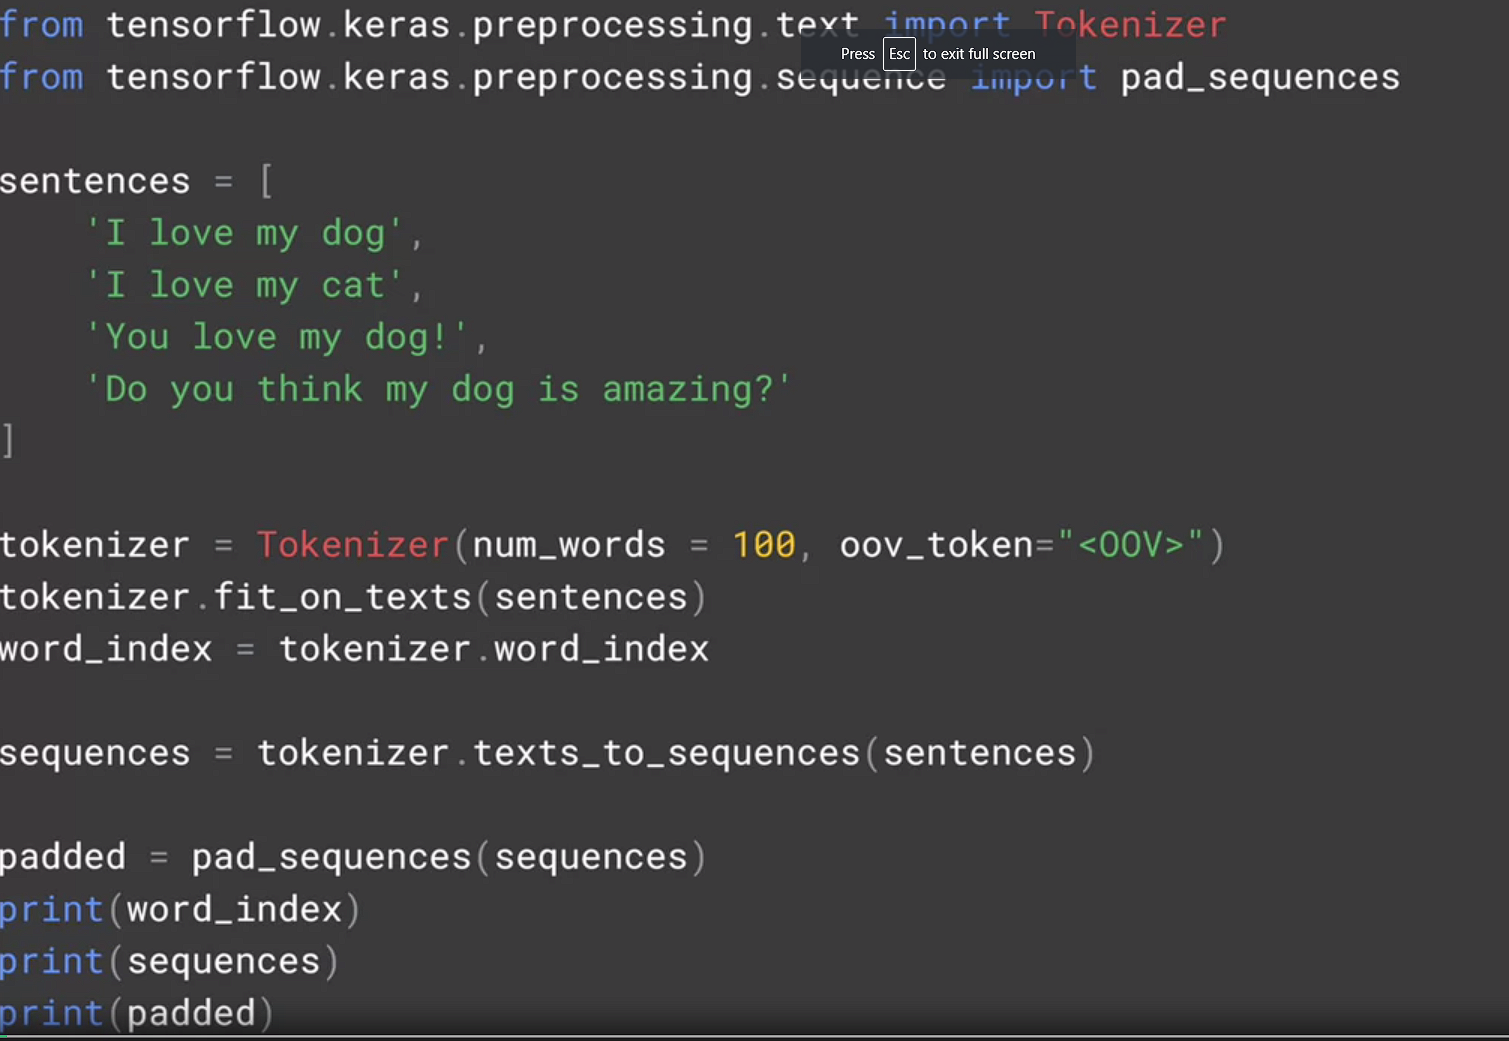 from tensorflow.keras.preprocessing.text import Tokenizer
Press Esc to exit full screen
from tensorflow.keras.preprocessing.sequence import pad_sequences
sentences = [
    'I love my dog',
    'I love my cat',
    'You love my dog!',
    'Do you think my dog is amazing?'
]
tokenizer = Tokenizer(num_words = 100, oov_token="<OOV>")
tokenizer.fit_on_texts(sentences)
word_index = tokenizer.word_index
sequences = tokenizer.texts_to_sequences(sentences)
padded = pad_sequences(sequences)
print(word_index)
print(sequences)
print(padded)